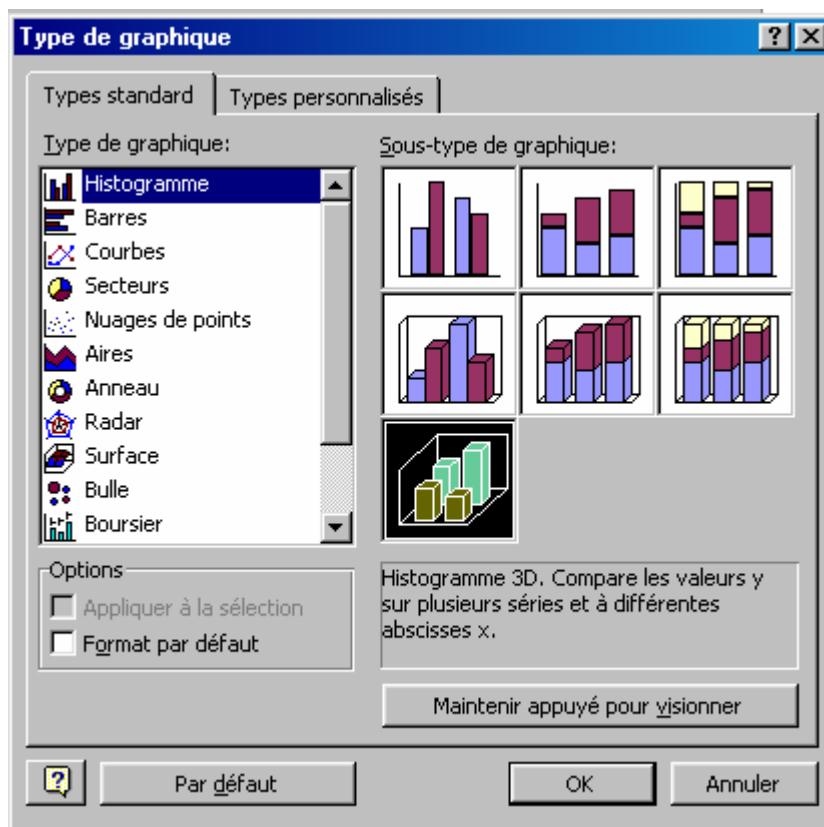 Type de graphique
Types standard
Types personnalisés
Type de graphique:
Histogramme
Barres
Courbes
Secteurs
Nuages de points
Aires
Anneau
Radar
Surface
Bulle
Boursier
Sous-type de graphique:
Options
Appliquer à la sélection
Format par défaut
Histogramme 3D. Compare les valeurs y
sur plusieurs séries et à différentes
abscisses x.
Maintenir appuyé pour visionner
Par défaut
OK
Annuler